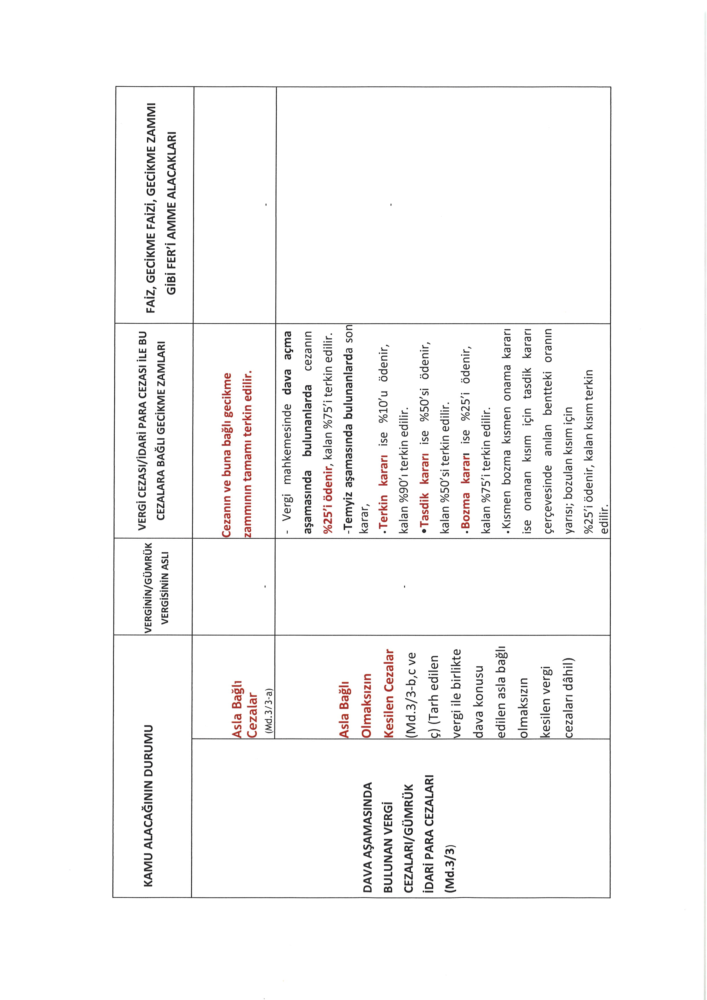 KAMU ALACAĞININ DURUMU
VERGİNİN/GÜMRÜK
VERGİSİNİN ASLI
VERGİ CEZASI/İDARİ PARA CEZASI İLE BU
CEZALARA BAĞLI GECİKME ZAMLARI
FAİZ, GECİKME FAİZİ, GECİKME ZAMMI
GİBİ FER'İ AMME ALACAKLARI
DAVA AŞAMASINDA
BULUNAN VERGİ
CEZALARI/GÜMRÜK
İDARİ PARA CEZALARI
(Md.3/3)
Asla Bağlı
Cezalar
(Md.3/3-a)
-
Cezanın ve buna bağlı gecikme
zammının tamamı terkin edilir.
-
Asla Bağlı
Olmaksızın
Kesilen Cezalar
(Md.3/3-b,c ve
ç) (Tarh edilen
vergi ile birlikte
dava konusu
edilen asla bağlı
olmaksızın
kesilen vergi
cezaları dâhil)
-
- Vergi mahkemesinde dava açma
aşamasında bulunanlarda cezanın
%25'i ödenir, kalan %75'i terkin edilir.
-Temyiz aşamasında bulunanlarda son
karar,
•Terkin kararı ise %10'u ödenir,
kalan %90'ı terkin edilir.
•Tasdik kararı ise %50'si ödenir,
kalan %50'si terkin edilir.
•Bozma kararı ise %25'i ödenir,
kalan %75'i terkin edilir.
•Kısmen bozma kısmen onama kararı
ise onanan kısım için tasdik kararı
çerçevesinde anılan bentteki oranın
yarısı; bozulan kısım için
%25'i ödenir, kalan kısım terkin
edilir.
-